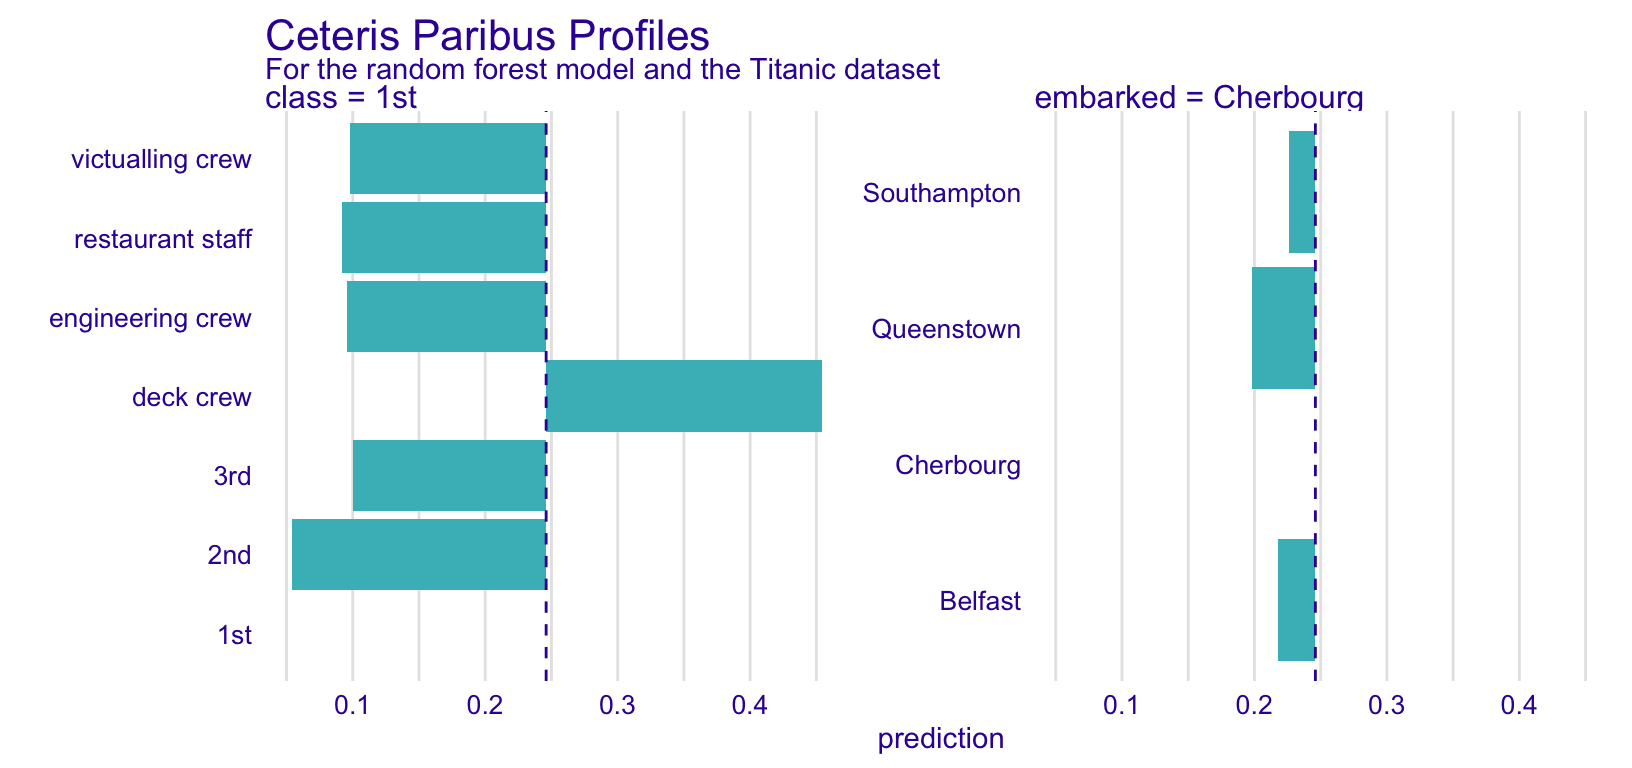 Ceteris Paribus Profiles
For the random forest model and the Titanic dataset
class = 1st
victualling crew
restaurant staff
engineering crew
deck crew
3rd
2nd
1st
0.1 0.2 0.3 0.4
embarked = Cherbourg
Southampton
Queenstown
Cherbourg
Belfast
0.1 0.2 0.3 0.4
prediction